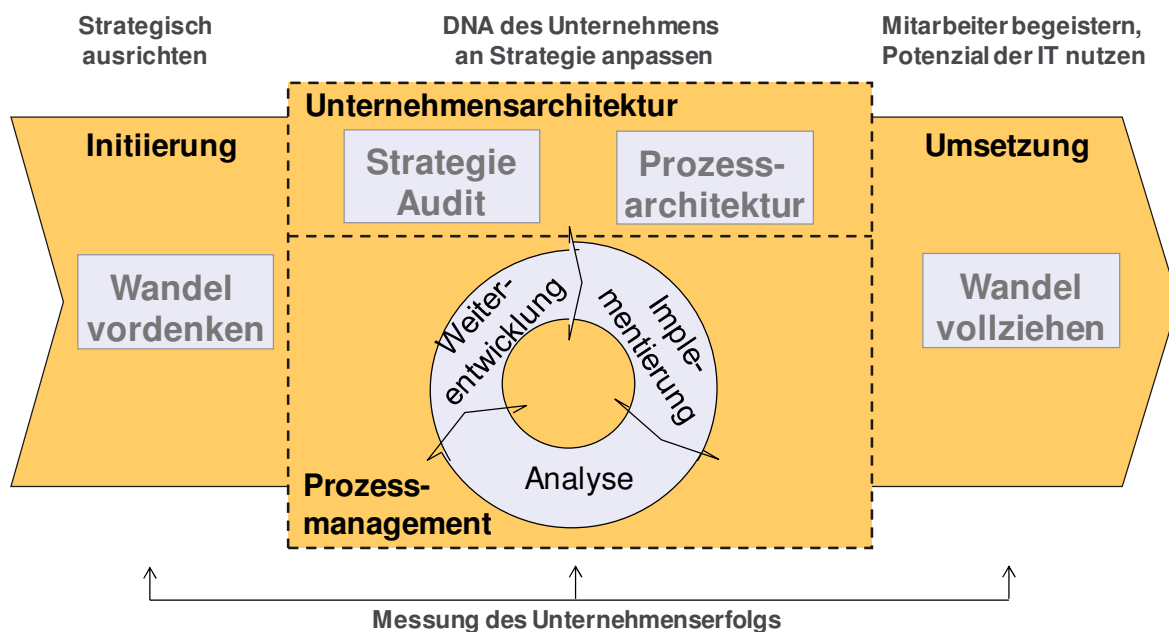 Strategisch
ausrichten
DNA des Unternehmens
an Strategie anpassen
Mitarbeiter begeistern,
Potenzial der IT nutzen
Unternehmensarchitektur
Initiierung
Strategie
Audit
Prozess-
architektur
Umsetzung
Wandel
vordenken
Weiter-
entwicklung
Imple-
mentierung
Wandel
vollziehen
Analyse
Prozess-
management
Messung des Unternehmenserfolgs